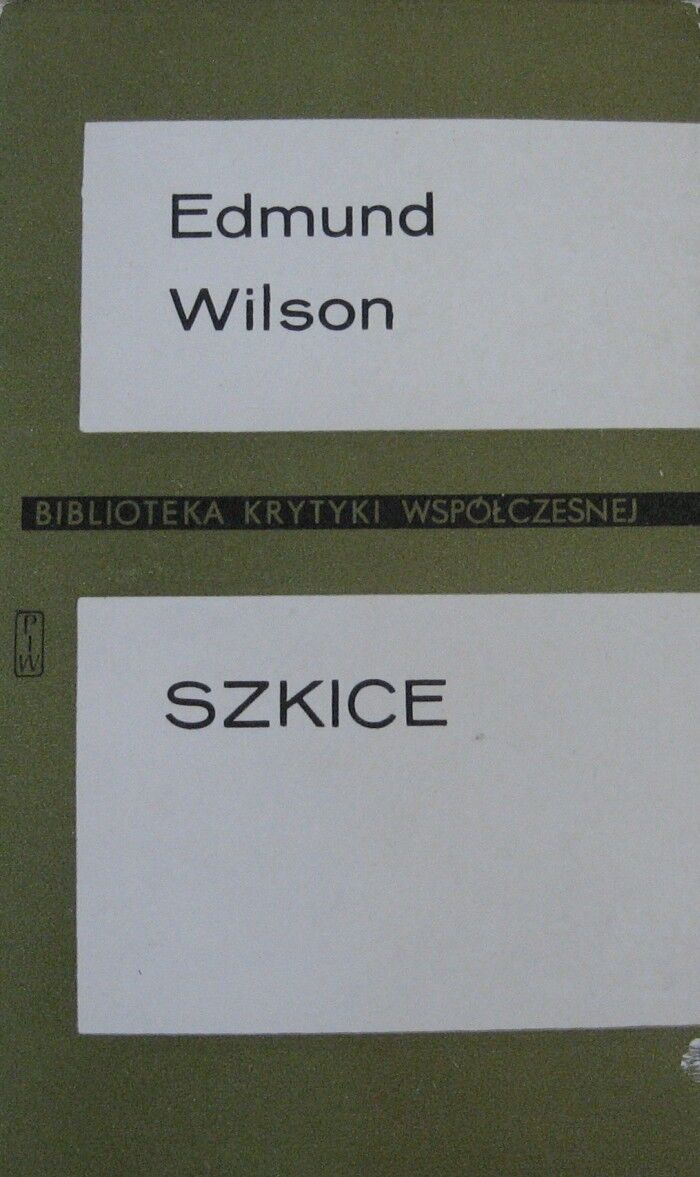 Edmund
Wilson
BIBLIOTEKA KRYTYKI WSPÓŁCZESNEJ
PIW
SZKICE